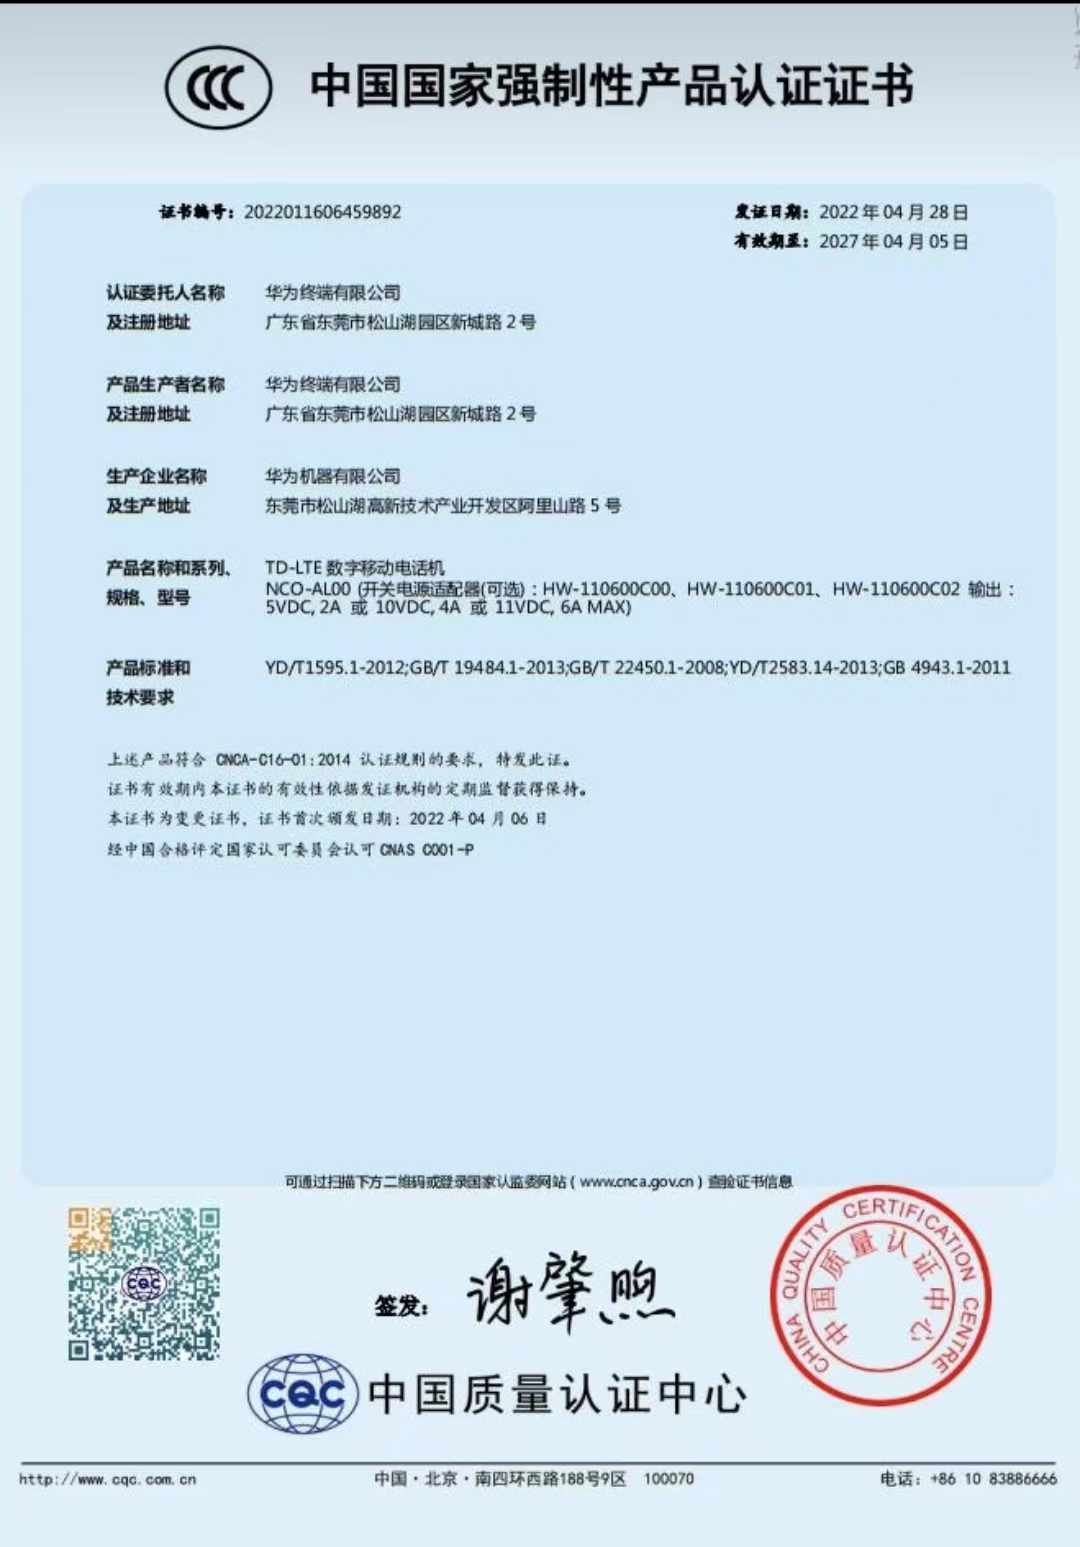 中国国家强制性产品认证证书
证书编号：2022011606459892
发证日期：2022 年 04 月 28 日
有效期至：2027 年 04 月 05 日
认证委托人名称 华为终端有限公司
及注册地址 广东省东莞市松山湖园区新城路 2 号
产品生产者名称 华为终端有限公司
及注册地址 广东省东莞市松山湖园区新城路 2 号
生产企业名称 华为机器有限公司
及生产地址 东莞市松山湖高新技术产业开发区阿里山路 5 号
产品名称和系列、 TD-LTE 数字移动电话机
规格、型号 NCO-AL00 (开关电源适配器(可选)：HW-110600C00、HW-110600C01、HW-110600C02 输出：
5VDC, 2A 或 10VDC, 4A 或 11VDC, 6A MAX)
产品标准和 YD/T1595.1-2012;GB/T 19484.1-2013;GB/T 22450.1-2008;YD/T2583.14-2013;GB 4943.1-2011
技术要求
上述产品符合 CNCA-C16-01:2014 认证规则的要求，特发此证。
证书有效期内本证书的有效性依据发证机构的定期监督获得保持。
本证书为变更证书，证书首次颁发日期：2022 年 04 月 06 日
经中国合格评定国家认可委员会认可 CNAS C001-P
可通过扫描下方二维码或登录国家认监委网站（www.cnca.gov.cn）查验证书信息
CQC
签发：谢肇煦
CHINA QUALITY CERTIFICATION CENTRE
中国质量认证中心
CQC 中国质量认证中心
http://www.cqc.com.cn
中国·北京·南四环西路188号9区 100070
电话：+86 10 83886666